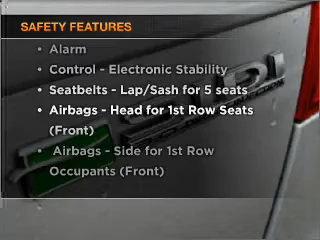 SAFETY FEATURES
• Alarm
• Control - Electronic Stability
• Seatbelts - Lap/Sash for 5 seats
• Airbags - Head for 1st Row Seats
(Front)
• Airbags - Side for 1st Row
Occupants (Front)